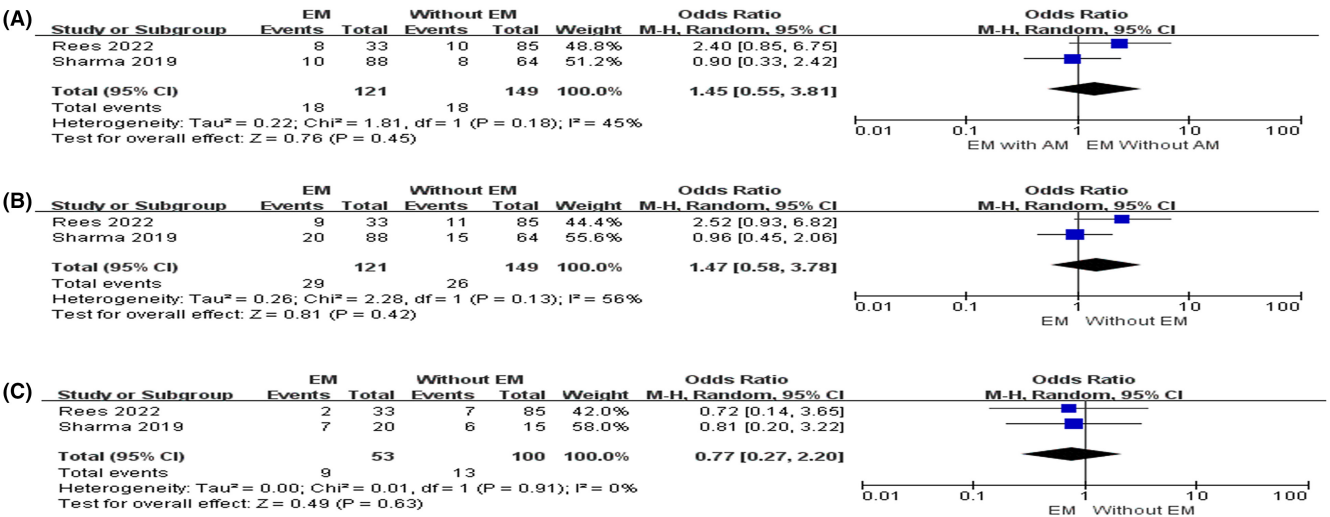 (A) EM Without EM Odds Ratio Odds Ratio
Study or Subgroup Events Total Events Total Weight M-H, Random, 95% CI M-H, Random, 95% CI
Rees 2022 8 33 10 85 48.8% 2.40 [0.85, 6.75]
Sharma 2019 10 88 8 64 51.2% 0.90 [0.33, 2.42]
Total (95% CI) 121 149 100.0% 1.45 [0.55, 3.81]
Total events 18 18
Heterogeneity: Tau² = 0.22; Chi² = 1.81, df = 1 (P = 0.18); I² = 45%
Test for overall effect: Z = 0.76 (P = 0.45)
0.01 0.1 1 10 100
EM with AM EM Without AM
(B) EM Without EM Odds Ratio Odds Ratio
Study or Subgroup Events Total Events Total Weight M-H, Random, 95% CI M-H, Random, 95% CI
Rees 2022 9 33 11 85 44.4% 2.52 [0.93, 6.82]
Sharma 2019 20 88 15 64 55.6% 0.96 [0.45, 2.06]
Total (95% CI) 121 149 100.0% 1.47 [0.58, 3.78]
Total events 29 26
Heterogeneity: Tau² = 0.26; Chi² = 2.28, df = 1 (P = 0.13); I² = 56%
Test for overall effect: Z = 0.81 (P = 0.42)
0.01 0.1 1 10 100
EM Without EM
(C) EM Without EM Odds Ratio Odds Ratio
Study or Subgroup Events Total Events Total Weight M-H, Random, 95% CI M-H, Random, 95% CI
Rees 2022 2 33 7 85 42.0% 0.72 [0.14, 3.65]
Sharma 2019 7 20 6 15 58.0% 0.81 [0.20, 3.22]
Total (95% CI) 53 100 100.0% 0.77 [0.27, 2.20]
Total events 9 13
Heterogeneity: Tau² = 0.00; Chi² = 0.01, df = 1 (P = 0.91); I² = 0%
Test for overall effect: Z = 0.49 (P = 0.63)
0.01 0.1 1 10 100
EM Without EM